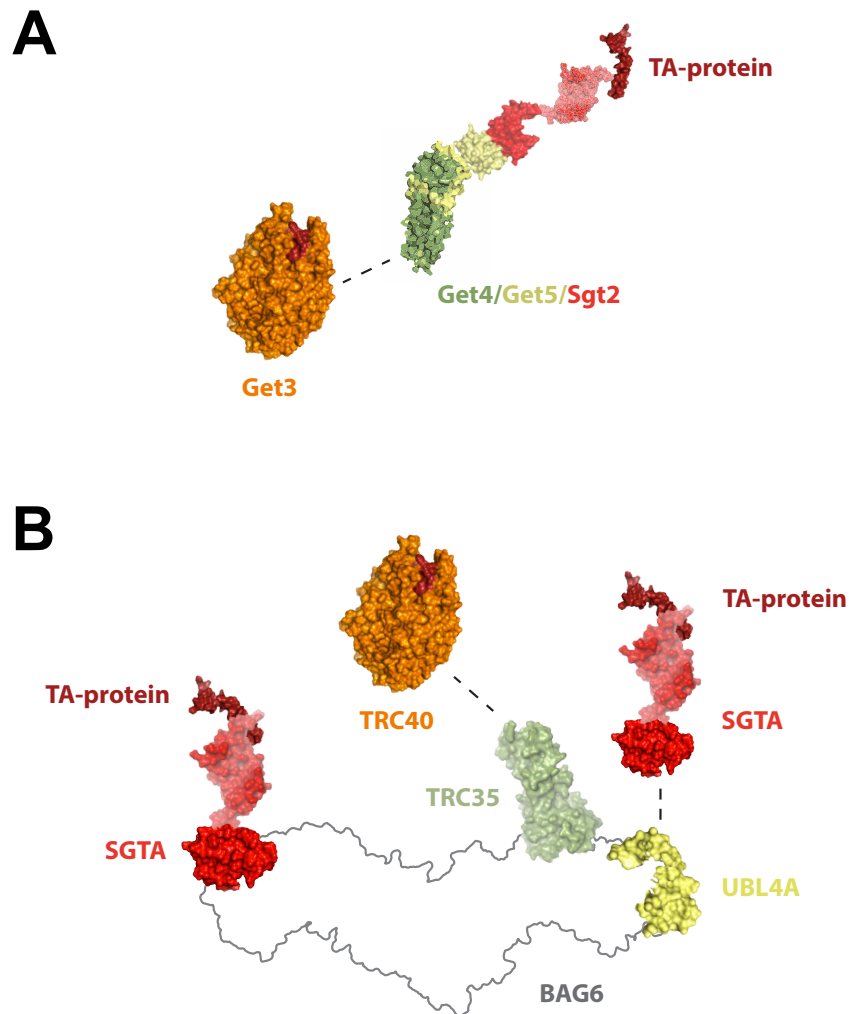 A
TA-protein
Get4/Get5/Sgt2
Get3
B
TA-protein
TA-protein
TRC40
SGTA
TRC35
SGTA
UBL4A
BAG6